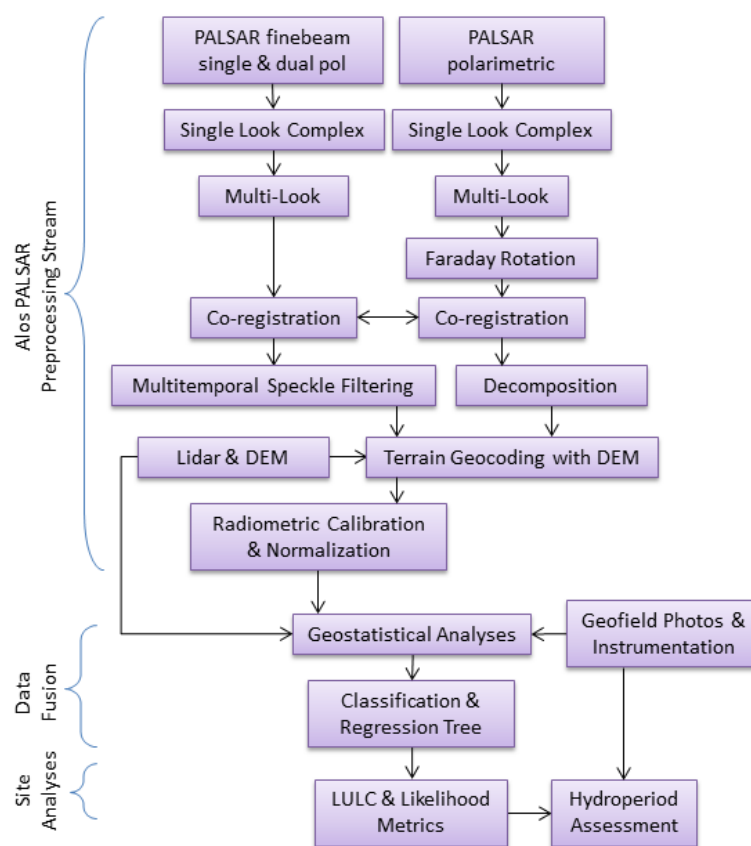 PALSAR finebeam
single & dual pol
PALSAR
polarimetric
Single Look Complex
Single Look Complex
Multi-Look
Multi-Look
Faraday Rotation
Co-registration
Co-registration
Multitemporal Speckle Filtering
Decomposition
Lidar & DEM
Terrain Geocoding with DEM
Radiometric Calibration
& Normalization
Alos PALSAR
Preprocessing Stream
Geostatistical Analyses
Geofield Photos &
Instrumentation
Classification &
Regression Tree
Data
Fusion
LULC & Likelihood
Metrics
Hydroperiod
Assessment
Site
Analyses